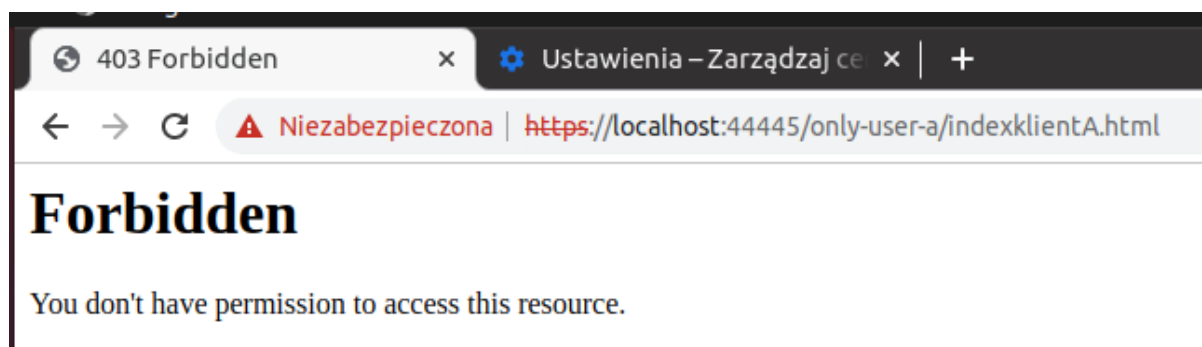 403 Forbidden
Ustawienia – Zarządzaj ce
Niezabezpieczona https://localhost:44445/only-user-a/indexklientA.html
Forbidden
You don't have permission to access this resource.